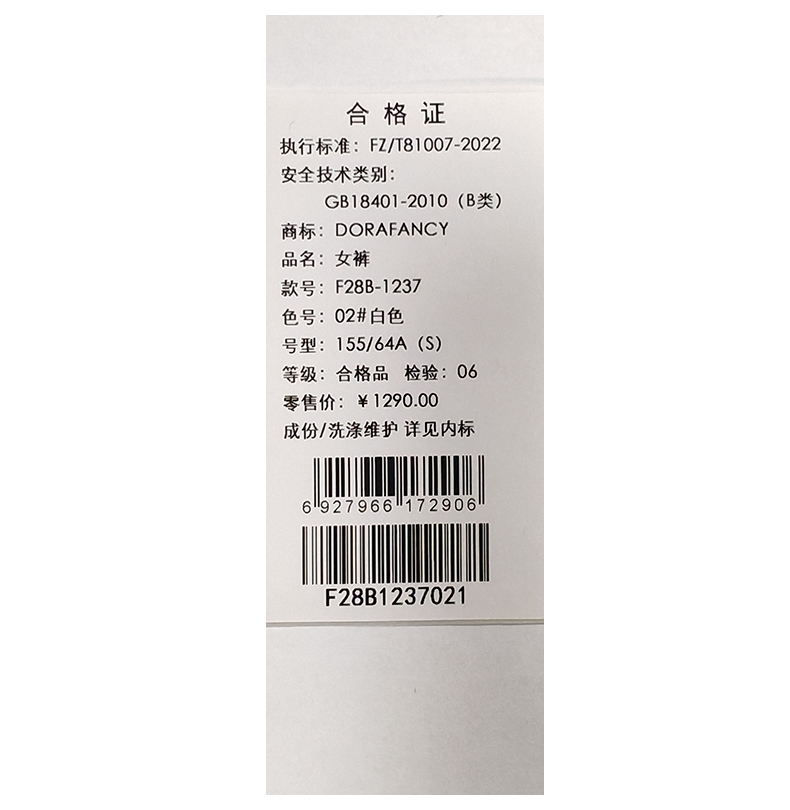 合格证
执行标准：FZ/T81007-2022
安全技术类别：
GB18401-2010（B类）
商标：DORAFANCY
品名：女裤
款号：F28B-1237
色号：02#白色
号型：155/64A（S）
等级：合格品 检验：06
零售价：￥1290.00
成份/洗涤维护 详见内标
6 927966 172906
F28B1237021